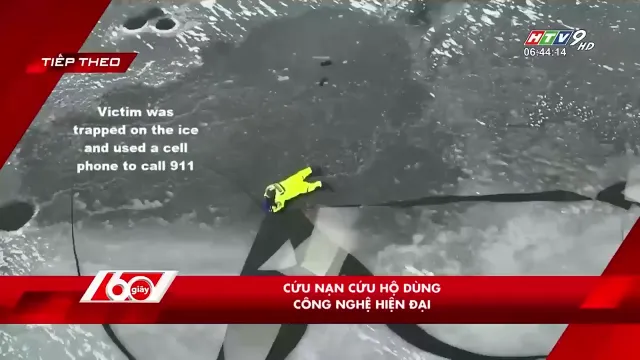 TIẾP THEO
HTV9 HD
06:44:14
Victim was
trapped on the ice
and used a cell
phone to call 911
60 giây
CỨU NẠN CỨU HỘ DÙNG
CÔNG NGHỆ HIỆN ĐẠI